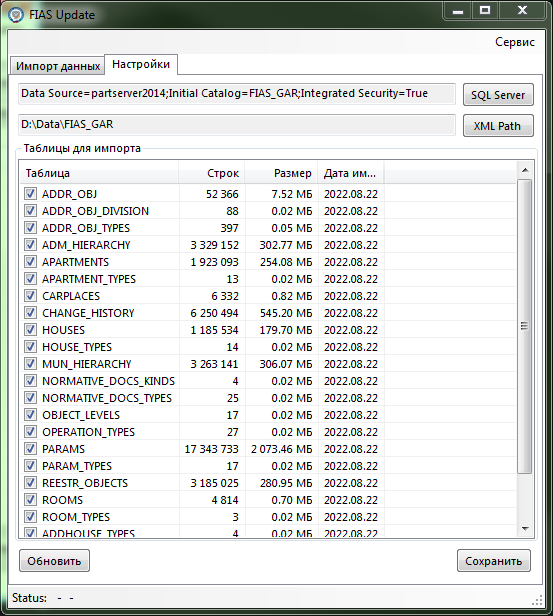 FIAS Update
Сервис
Импорт данных Настройки
Data Source=partserver2014;Initial Catalog=FIAS_GAR;Integrated Security=True SQL Server
D:\Data\FIAS_GAR XML Path
Таблицы для импорта
Таблица Строк Размер Дата им...
ADDR_OBJ 52 366 7.52 МБ 2022.08.22
ADDR_OBJ_DIVISION 88 0.02 МБ 2022.08.22
ADDR_OBJ_TYPES 397 0.05 МБ 2022.08.22
ADM_HIERARCHY 3 329 152 302.77 МБ 2022.08.22
APARTMENTS 1 923 093 254.08 МБ 2022.08.22
APARTMENT_TYPES 13 0.02 МБ 2022.08.22
CARPLACES 6 332 0.82 МБ 2022.08.22
CHANGE_HISTORY 6 250 494 545.20 МБ 2022.08.22
HOUSES 1 185 534 179.70 МБ 2022.08.22
HOUSE_TYPES 14 0.02 МБ 2022.08.22
MUN_HIERARCHY 3 263 141 306.07 МБ 2022.08.22
NORMATIVE_DOCS_KINDS 4 0.02 МБ 2022.08.22
NORMATIVE_DOCS_TYPES 25 0.02 МБ 2022.08.22
OBJECT_LEVELS 17 0.02 МБ 2022.08.22
OPERATION_TYPES 27 0.02 МБ 2022.08.22
PARAMS 17 343 733 2 073.46 МБ 2022.08.22
PARAM_TYPES 17 0.02 МБ 2022.08.22
REESTR_OBJECTS 3 185 025 280.95 МБ 2022.08.22
ROOMS 4 814 0.70 МБ 2022.08.22
ROOM_TYPES 3 0.02 МБ 2022.08.22
ADDHOUSE_TYPES 4 0.02 МБ 2022.08.22
Обновить Сохранить
Status: - -